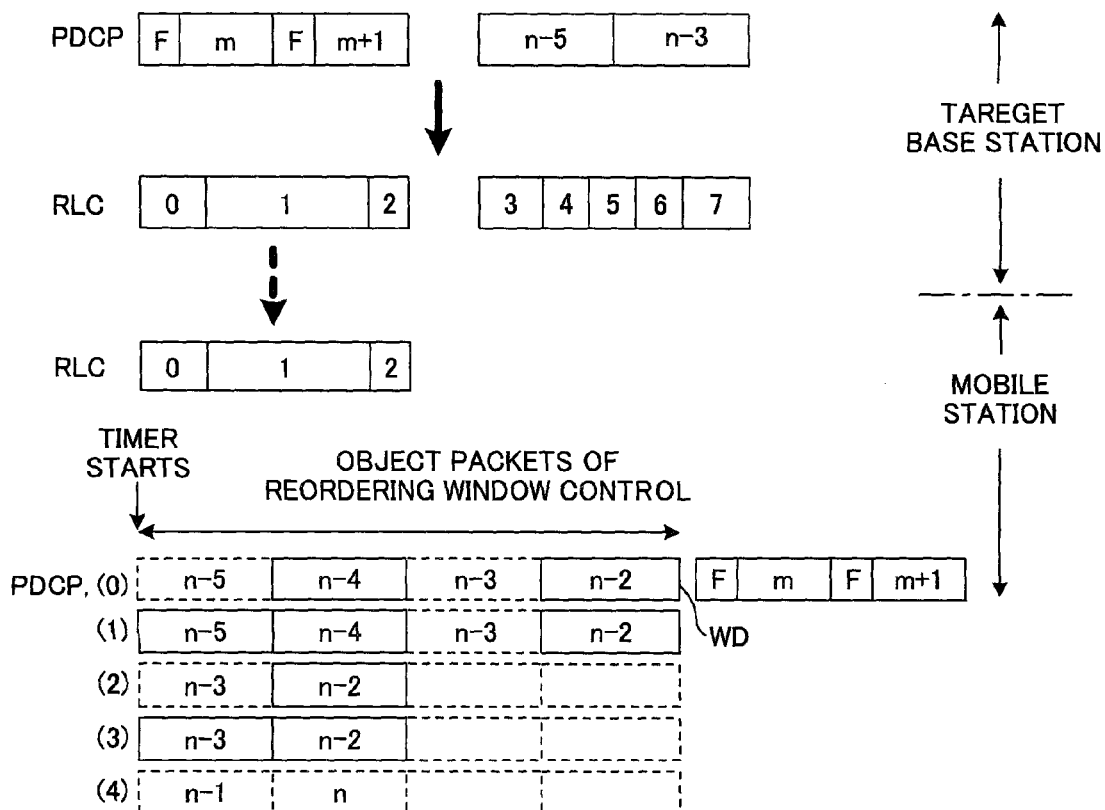 PDCP F m F m+1 n-5 n-3
TAREGET
BASE STATION
RLC 0 1 2 3 4 5 6 7
RLC 0 1 2
MOBILE
STATION
TIMER
STARTS
OBJECT PACKETS OF
REORDERING WINDOW CONTROL
PDCP, (0) n-5 n-4 n-3 n-2 F m F m+1
(1) n-5 n-4 n-3 n-2 WD
(2) n-3 n-2
(3) n-3 n-2
(4) n-1 n